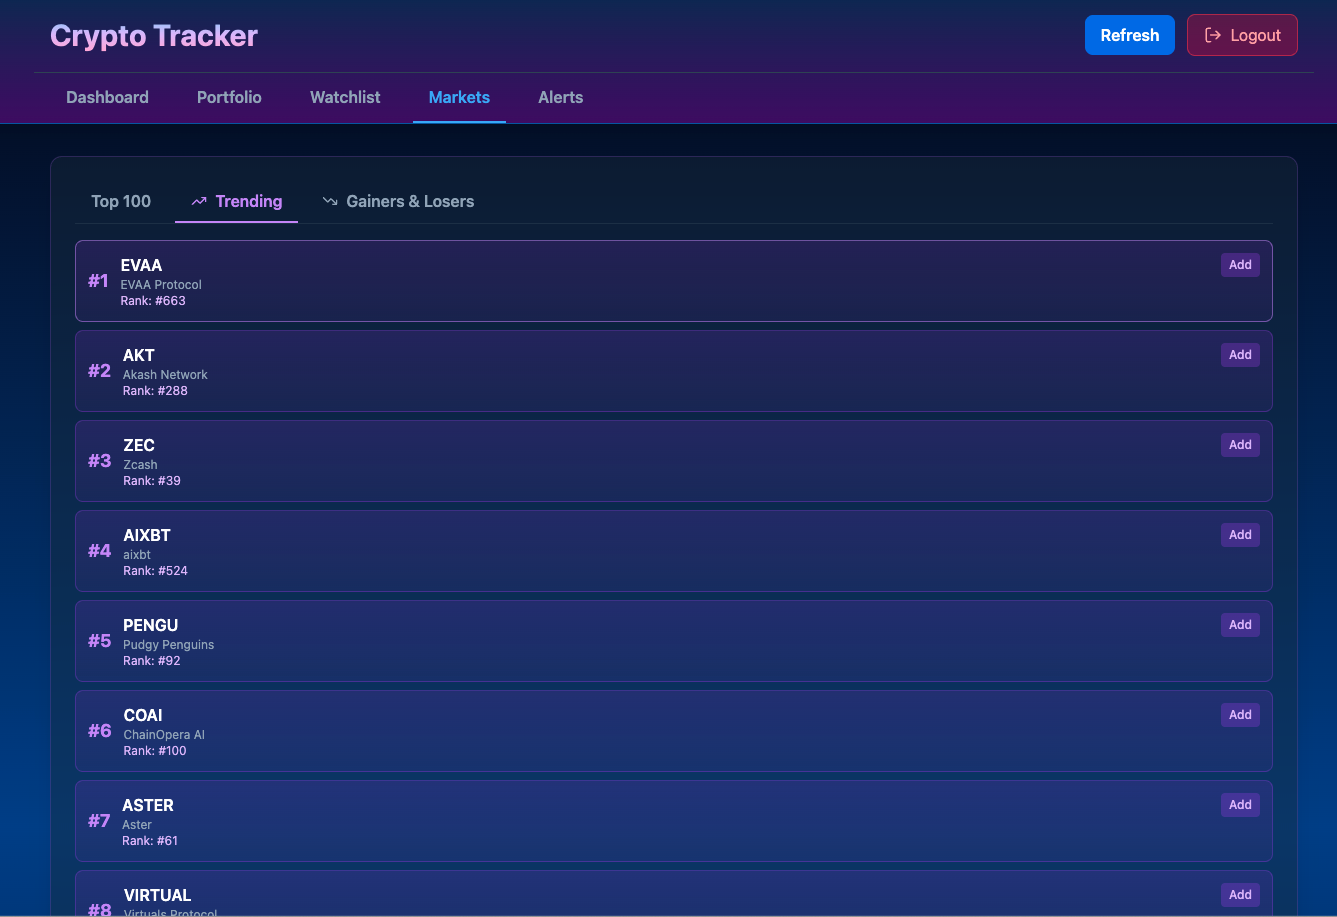 Crypto Tracker
Refresh
Logout
Dashboard Portfolio Watchlist Markets Alerts
Top 100 Trending Gainers & Losers
#1 EVAA Add
EVAA Protocol
Rank: #663
#2 AKT Add
Akash Network
Rank: #288
#3 ZEC Add
Zcash
Rank: #39
#4 AIXBT Add
aixbt
Rank: #524
#5 PENGU Add
Pudgy Penguins
Rank: #92
#6 COAI Add
ChainOpera AI
Rank: #100
#7 ASTER Add
Aster
Rank: #61
#8 VIRTUAL Add
Virtuals Protocol